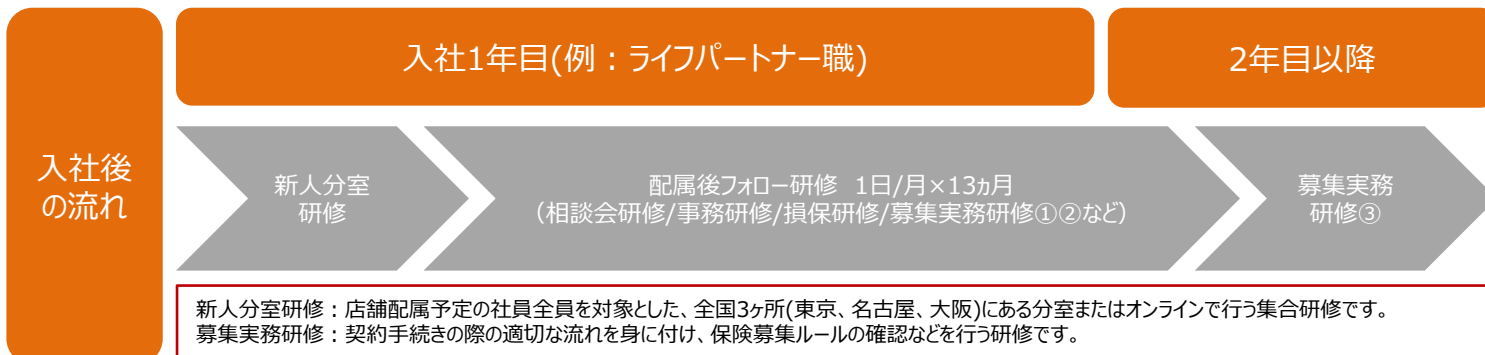 入社後
の流れ
入社1年目(例：ライフパートナー職)
2年目以降
新人分室
研修
配属後フォロー研修 1日/月×13ヵ月
（相談会研修/事務研修/損保研修/募集実務研修①②など）
募集実務
研修③
新人分室研修：店舗配属予定の社員全員を対象とした、全国3ヶ所(東京、名古屋、大阪)にある分室またはオンラインで行う集合研修です。
募集実務研修：契約手続きの際の適切な流れを身に付け、保険募集ルールの確認などを行う研修です。